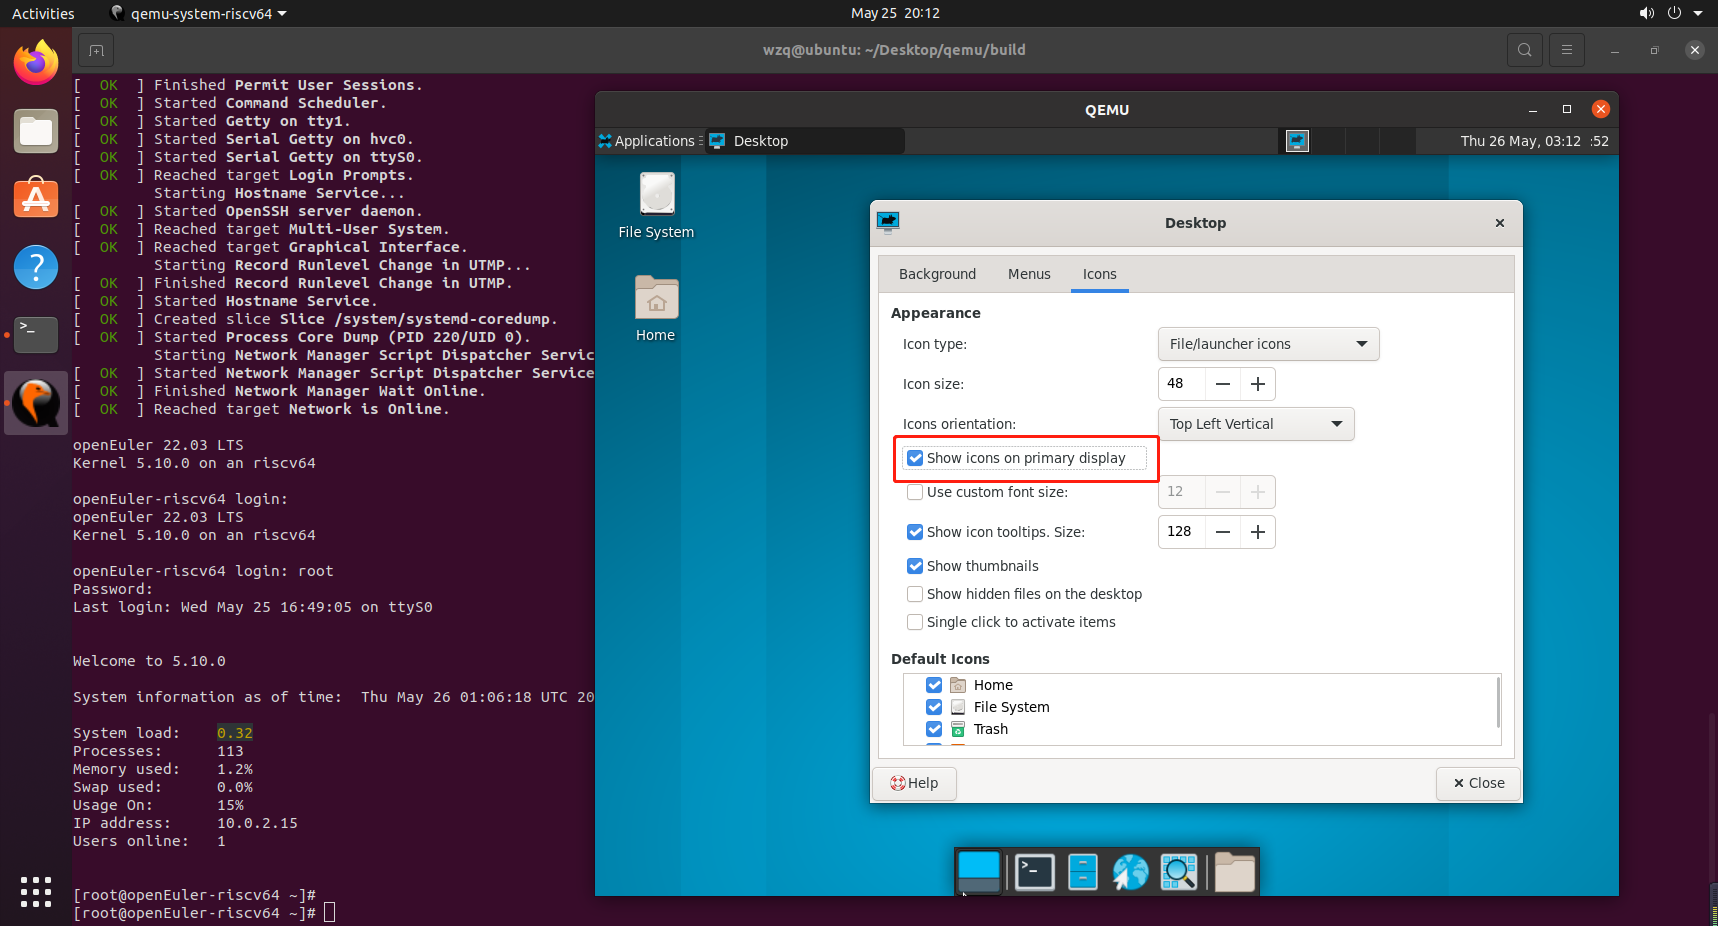 Activities
qemu-system-riscv64
May 25  20:12
wzq@ubuntu: ~/Desktop/qemu/build
[  OK  ] Finished Permit User Sessions.
[  OK  ] Started Command Scheduler.
[  OK  ] Started Getty on tty1.
[  OK  ] Started Serial Getty on hvc0.
[  OK  ] Started Serial Getty on ttyS0.
[  OK  ] Reached target Login Prompts.
Starting Hostname Service...
[  OK  ] Started OpenSSH server daemon.
[  OK  ] Reached target Multi-User System.
[  OK  ] Reached target Graphical Interface.
Starting Record Runlevel Change in UTMP...
[  OK  ] Finished Record Runlevel Change in UTMP.
[  OK  ] Started Hostname Service.
[  OK  ] Created slice Slice /system/systemd-coredump.
[  OK  ] Started Process Core Dump (PID 220/UID 0).
Starting Network Manager Script Dispatcher Servic
[  OK  ] Started Network Manager Script Dispatcher Service
[  OK  ] Finished Network Manager Wait Online.
[  OK  ] Reached target Network is Online.
openEuler 22.03 LTS
Kernel 5.10.0 on an riscv64
openEuler-riscv64 login:
openEuler 22.03 LTS
Kernel 5.10.0 on an riscv64
openEuler-riscv64 login: root
Password:
Last login: Wed May 25 16:49:05 on ttyS0
Welcome to 5.10.0
System information as of time:  Thu May 26 01:06:18 UTC 20
System load:    0.32
Processes:      113
Memory used:    1.2%
Swap used:      0.0%
Usage On:       15%
IP address:     10.0.2.15
Users online:   1
[root@openEuler-riscv64 ~]#
[root@openEuler-riscv64 ~]#
QEMU
Applications
Desktop
Thu 26 May, 03:12 :52
File System
Home
Desktop
Background
Menus
Icons
Appearance
Icon type:
File/launcher icons
Icon size:
48
Icons orientation:
Top Left Vertical
Show icons on primary display
Use custom font size:
12
Show icon tooltips. Size:
128
Show thumbnails
Show hidden files on the desktop
Single click to activate items
Default Icons
Home
File System
Trash
Help
Close